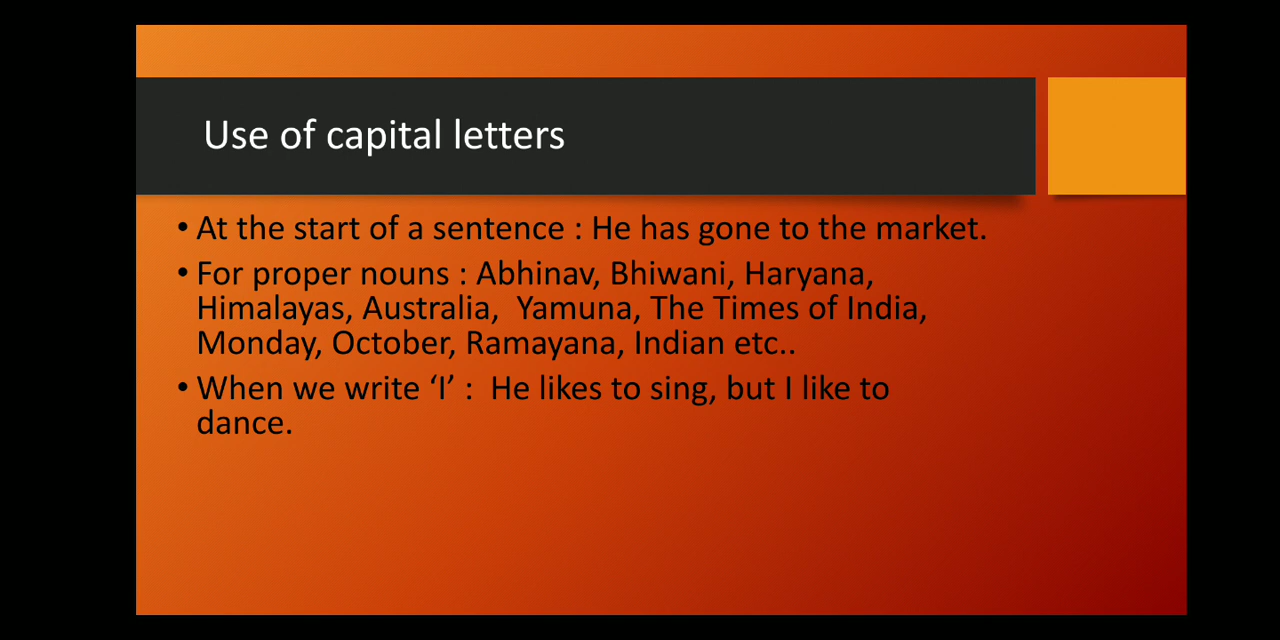 Use of capital letters
• At the start of a sentence : He has gone to the market.
• For proper nouns : Abhinav, Bhiwani, Haryana,
Himalayas, Australia,  Yamuna, The Times of India,
Monday, October, Ramayana, Indian etc..
• When we write ‘I’ :  He likes to sing, but I like to
dance.